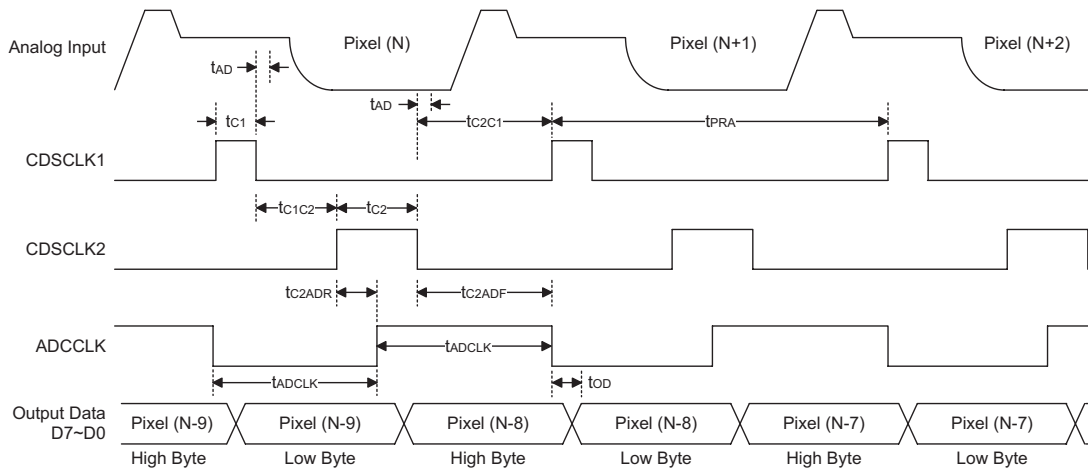 Analog Input
Pixel (N)
Pixel (N+1)
Pixel (N+2)
tAD
tAD
tC1
tC2C1
tPRA
CDSCLK1
tC1C2
tC2
CDSCLK2
tC2ADR
tC2ADF
ADCCLK
tADCLK
tADCLK
tOD
Output Data
D7~D0
Pixel (N-9)
Pixel (N-9)
Pixel (N-8)
Pixel (N-8)
Pixel (N-7)
Pixel (N-7)
High Byte
Low Byte
High Byte
Low Byte
High Byte
Low Byte